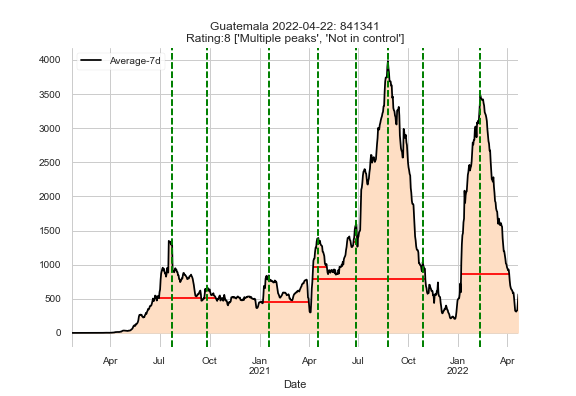 Guatemala 2022-04-22: 841341
Rating:8 ['Multiple peaks', 'Not in control']
Average-7d
4000
3500
3000
2500
2000
1500
1000
500
0
Apr Jul Oct Jan Apr Jul Oct Jan Apr
2021 2022
Date